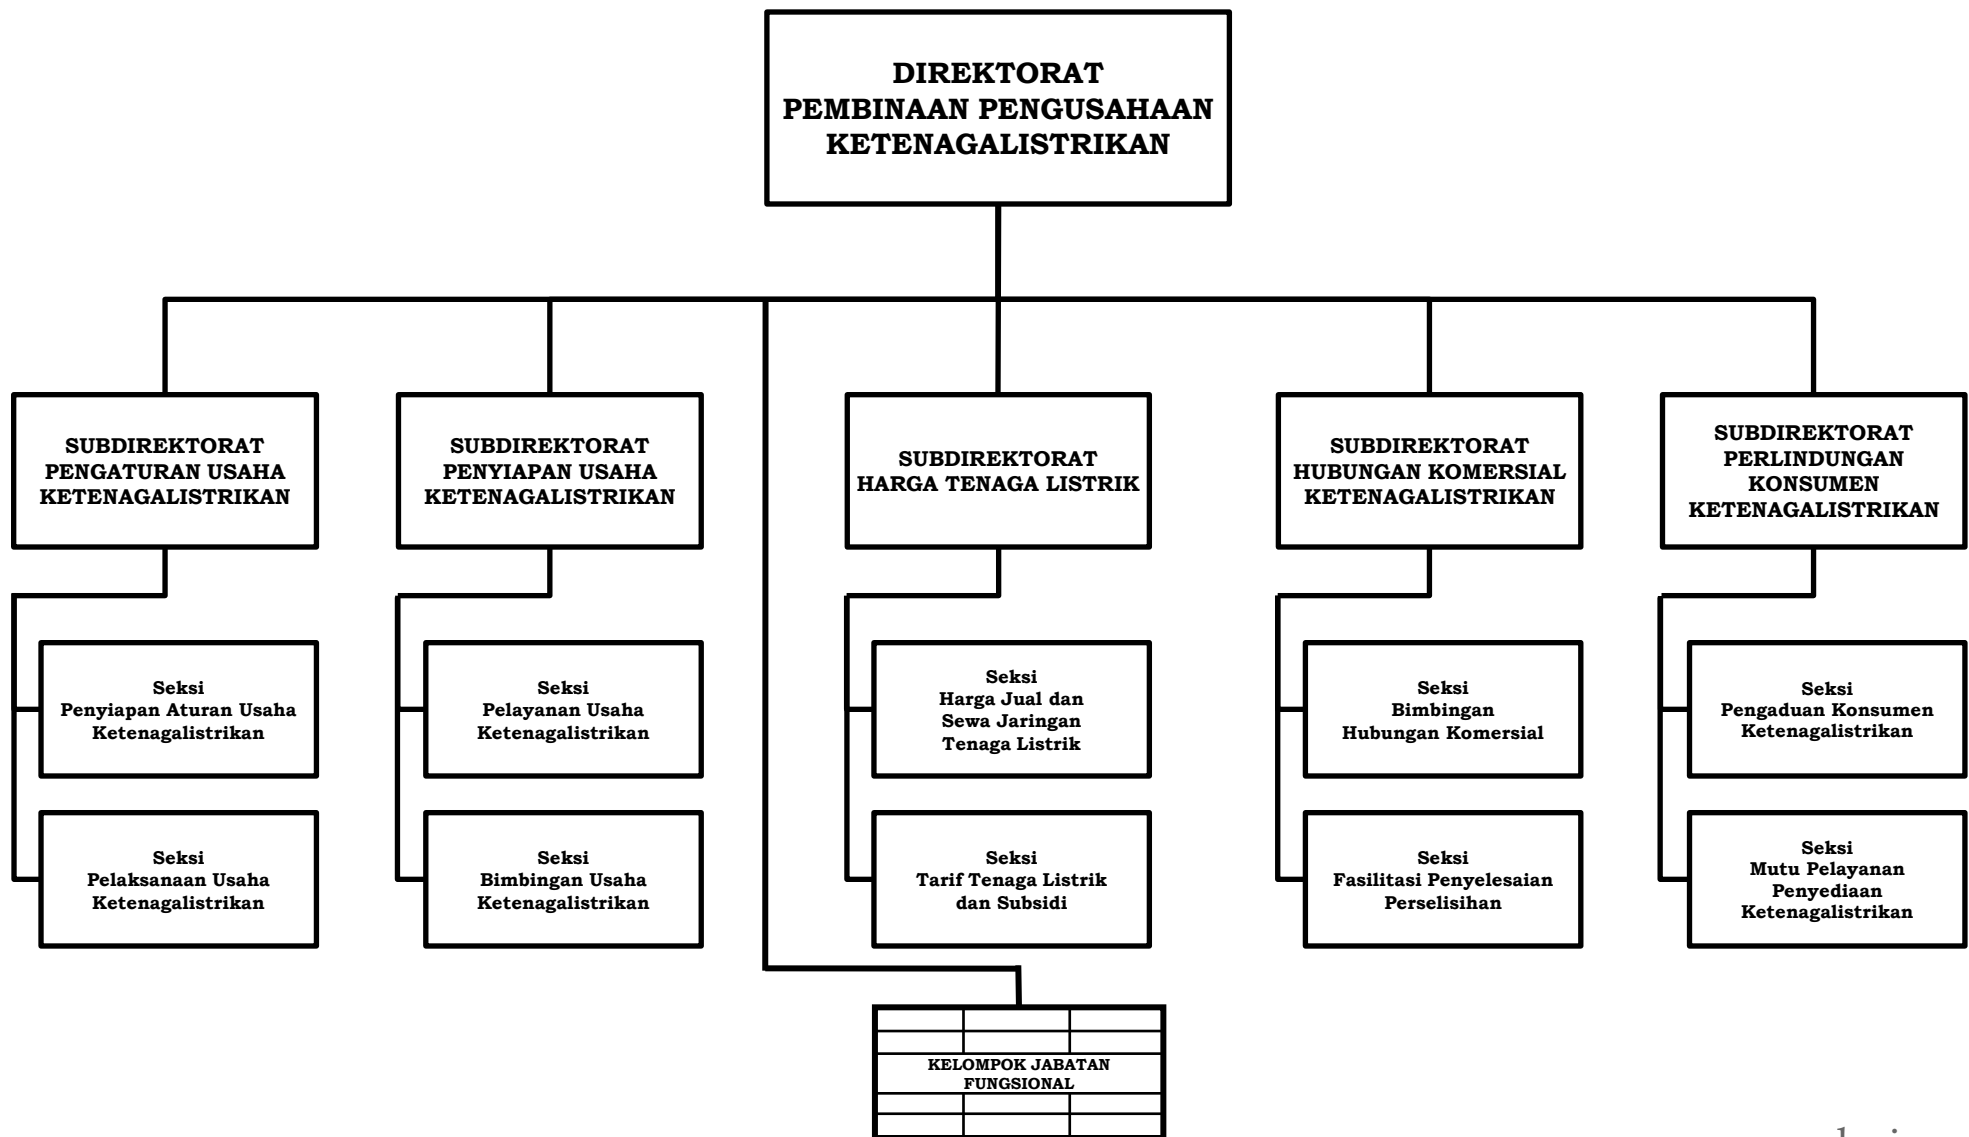 DIREKTORAT
PEMBINAAN PENGUSAHAAN
KETENAGALISTRIKAN
SUBDIREKTORAT
PENGATURAN USAHA
KETENAGALISTRIKAN
SUBDIREKTORAT
PENYIAPAN USAHA
KETENAGALISTRIKAN
SUBDIREKTORAT
HARGA TENAGA LISTRIK
SUBDIREKTORAT
HUBUNGAN KOMERSIAL
KETENAGALISTRIKAN
SUBDIREKTORAT
PERLINDUNGAN
KONSUMEN
KETENAGALISTRIKAN
Seksi
Penyiapan Aturan Usaha
Ketenagalistrikan
Seksi
Pelayanan Usaha
Ketenagalistrikan
Seksi
Harga Jual dan
Sewa Jaringan
Tenaga Listrik
Seksi
Bimbingan
Hubungan Komersial
Seksi
Pengaduan Konsumen
Ketenagalistrikan
Seksi
Pelaksanaan Usaha
Ketenagalistrikan
Seksi
Bimbingan Usaha
Ketenagalistrikan
Seksi
Tarif Tenaga Listrik
dan Subsidi
Seksi
Fasilitasi Penyelesaian
Perselisihan
Seksi
Mutu Pelayanan
Penyediaan
Ketenagalistrikan
KELOMPOK JABATAN
FUNGSIONAL